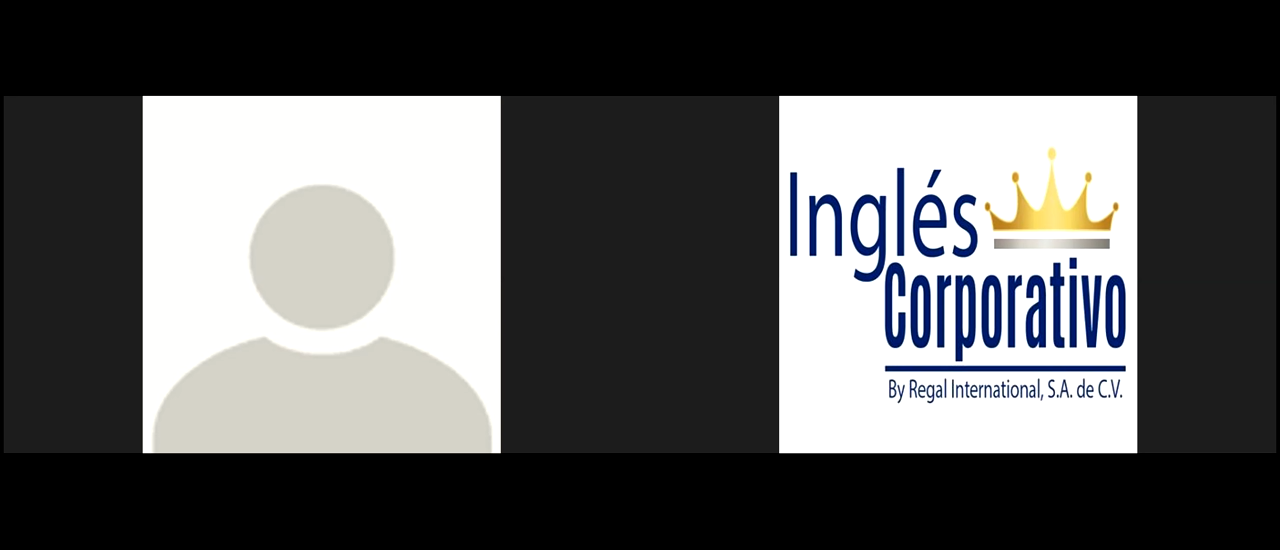 Inglés
Corporativo
By Regal International, S.A. de C.V.